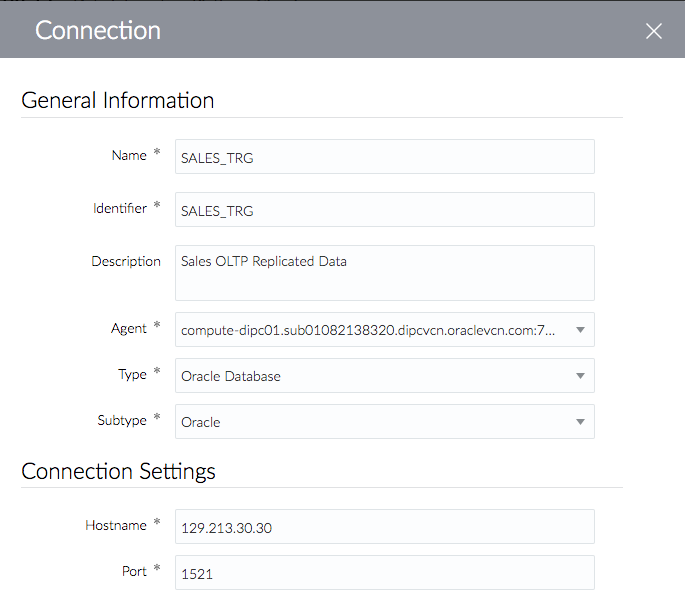 Connection
General Information
Name * SALES_TRG
Identifier * SALES_TRG
Description Sales OLTP Replicated Data
Agent * compute-dipc01.sub01082138320.dipcvcn.oraclevcn.com:7...
Type * Oracle Database
Subtype * Oracle
Connection Settings
Hostname * 129.213.30.30
Port * 1521